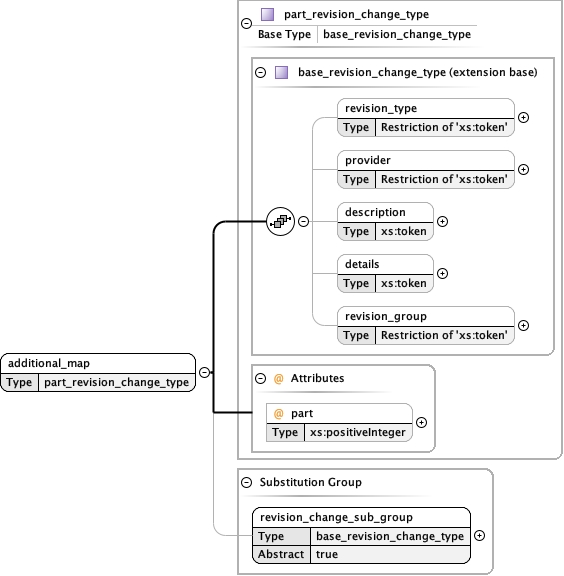 part_revision_change_type
Base Type base_revision_change_type
base_revision_change_type (extension base)
revision_type
Type Restriction of 'xs:token'
provider
Type Restriction of 'xs:token'
description
Type xs:token
details
Type xs:token
revision_group
Type Restriction of 'xs:token'
additional_map
Type part_revision_change_type
@ Attributes
@ part
Type xs:positiveInteger
Substitution Group
revision_change_sub_group
Type base_revision_change_type
Abstract true